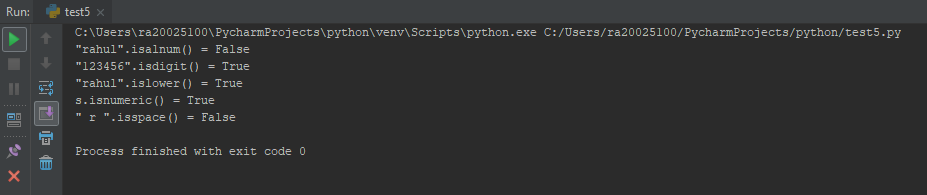 Run: test5
C:\Users\ra20025100\PycharmProjects\python\venv\Scripts\python.exe C:/Users/ra20025100/PycharmProjects/python/test5.py
"rahul".isalnum() = False
"123456".isdigit() = True
"rahul".islower() = True
s.isnumeric() = True
" r ".isspace() = False
Process finished with exit code 0